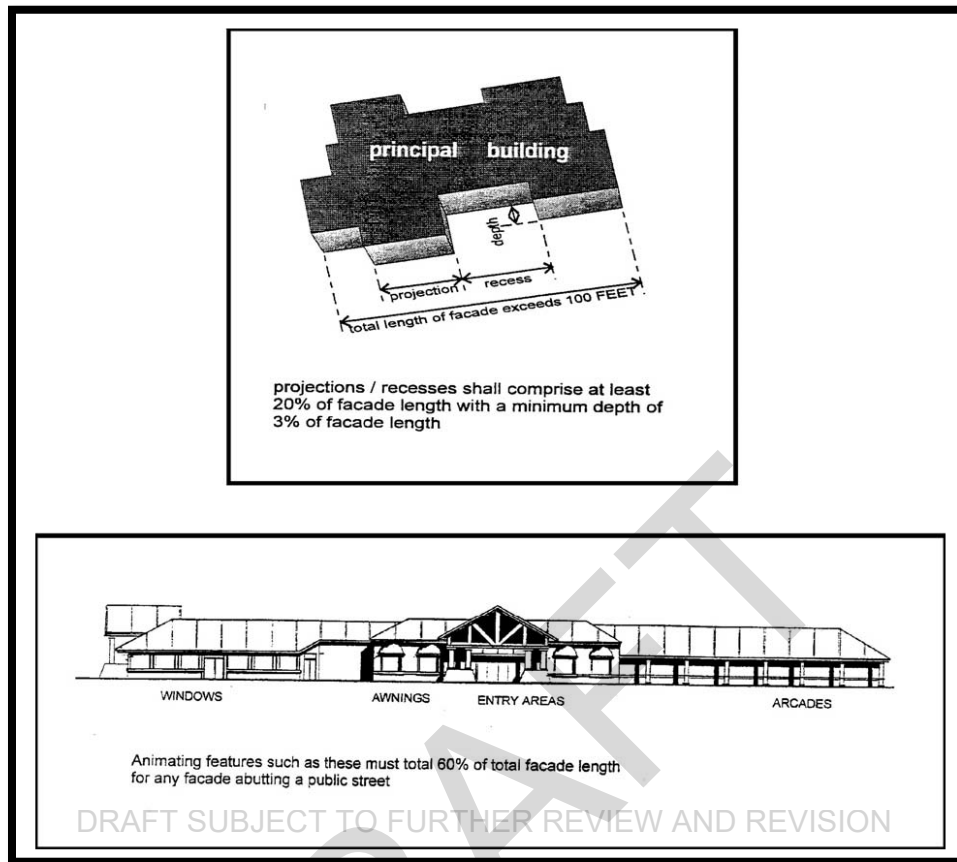 principal building
depth
projection
recess
total length of facade exceeds 100 FEET
projections / recesses shall comprise at least
20% of facade length with a minimum depth of
3% of facade length
WINDOWS
AWNINGS
ENTRY AREAS
ARCADES
Animating features such as these must total 60% of total facade length
for any facade abutting a public street
DRAFT SUBJECT TO FURTHER REVIEW AND REVISION
DRAFT